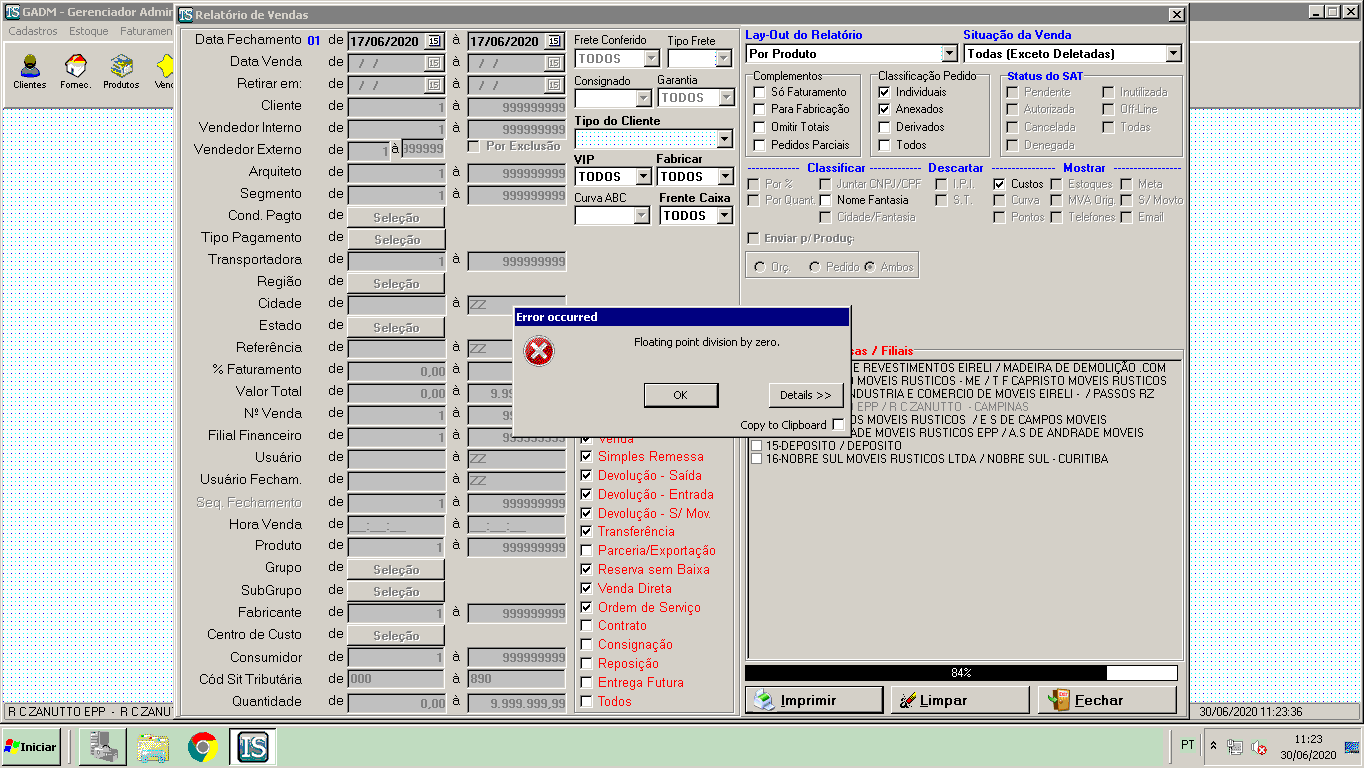 GADM - Gerenciador Admin
Relatório de Vendas
Cadastros Estoque Faturamen
Clientes Fornec. Produtos Vend
Data Fechamento 01 de 17/06/2020 15 à 17/06/2020 15
Data Venda de / / 15 à / / 15
Retirar em: de / / 15 à / / 15
Cliente de 1 à 999999999
Vendedor Interno de 1 à 999999999
Vendedor Externo de 1 à 999999 Por Exclusão
Arquiteto de 1 à 999999999
Segmento de 1 à 999999999
Cond. Pagto de Seleção
Tipo Pagamento de Seleção
Transportadora de 1 à 999999999
Região de Seleção
Cidade de à ZZ
Estado de Seleção
Referência de à ZZ
% Faturamento de 0,00 à
Valor Total de 0,00 à 9.99
Nº Venda de 1 à 99
Filial Financeiro de 1 à 99
Usuário de à ZZ
Usuário Fecham. de à ZZ
Seq. Fechamento de 1 à 999999999
Hora Venda de __:__:__ à __:__:__
Produto de 1 à 999999999
Grupo de Seleção
SubGrupo de Seleção
Fabricante de 1 à 999999999
Centro de Custo de Seleção
Consumidor de 1 à 999999999
Cód Sit Tributária de 000 à 890
Quantidade de 0,00 à 9.999.999,99
Frete Conferido Tipo Frete
TODOS
Consignado Garantia
TODOS
Tipo do Cliente
VIP Fabricar
TODOS TODOS
Curva ABC Frente Caixa
TODOS
Venda
Simples Remessa
Devolução - Saída
Devolução - Entrada
Devolução - S/ Mov.
Transferência
Parceria/Exportação
Reserva sem Baixa
Venda Direta
Ordem de Serviço
Contrato
Consignação
Reposição
Entrega Futura
Todos
Lay-Out do Relatório Situação da Venda
Por Produto Todas (Exceto Deletadas)
Complementos
Só Faturamento
Para Fabricação
Omitir Totais
Pedidos Parciais
Classificação Pedido
Individuais
Anexados
Derivados
Todos
Status do SAT
Pendente Inutilizada
Autorizada Off-Line
Cancelada Todas
Denegada
------------- Classificar ------------ Descartar ------------- Mostrar ----------------
Por % Juntar CNPJ/CPF I.P.I. Custos Estoques Meta
Por Quant. Nome Fantasia S.T. Curva MVA Orig. S/ Movto
Cidade/Fantasia Pontos Telefones Email
Enviar p/ Produç:
Orç. Pedido Ambos
Error occurred
Floating point division by zero.
OK Details >>
Copy to Clipboard
sas / Filiais
E REVESTIMENTOS EIRELI / MADEIRA DE DEMOLIÇÃO .COM
MOVEIS RUSTICOS - ME / T F CAPRISTO MOVEIS RUSTICOS
NDUSTRIA E COMERCIO DE MOVEIS EIRELI - / PASSOS RZ
EPP / R C ZANUTTO - CAMPINAS
OS MOVEIS RUSTICOS / E S DE CAMPOS MOVEIS
ADE MOVEIS RUSTICOS EPP / A.S DE ANDRADE MOVEIS
15-DEPOSITO / DEPOSITO
16-NOBRE SUL MOVEIS RUSTICOS LTDA / NOBRE SUL - CURITIBA
84%
Imprimir Limpar Fechar
R C ZANUTTO EPP - R C ZANU
30/06/2020 11:23:36
Iniciar
PT
11:23
30/06/2020